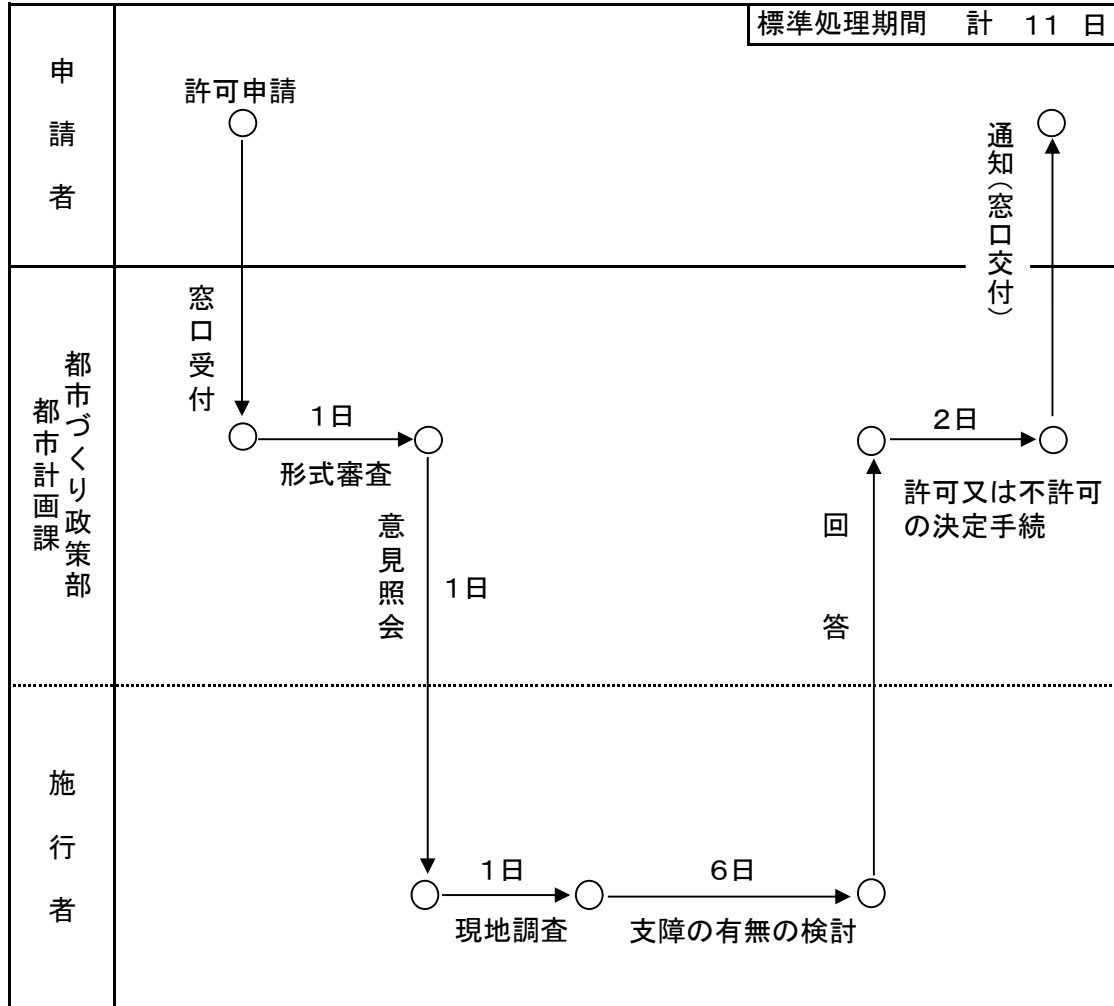 標準処理期間　計　11　日
申請者
許可申請
通知（窓口交付）
都市づくり政策部
都市計画課
窓口受付
1日
形式審査
意見照会
1日
回答
2日
許可又は不許可
の決定手続
施行者
1日
現地調査
6日
支障の有無の検討